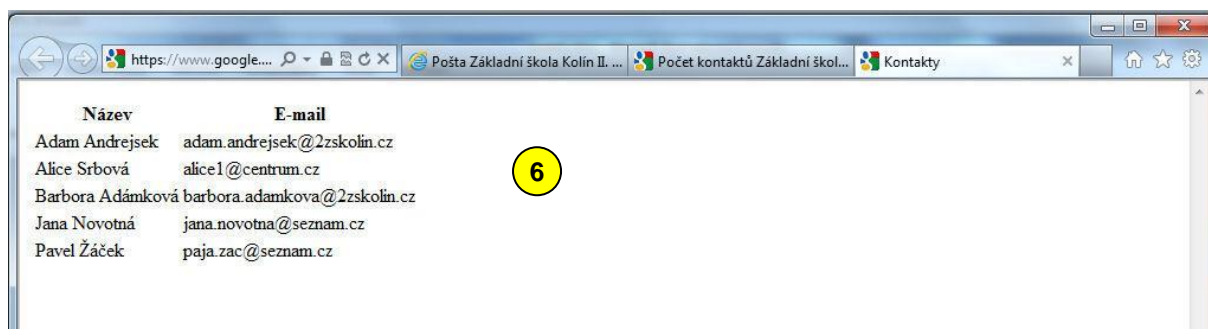 https://www.google.... Pošta Základní škola Kolín II. ... Počet kontaktů Základní škol... Kontakty
Název E-mail
Adam Andrejsek adam.andrejsek@2zskolin.cz
Alice Srbová alice1@centrum.cz
6
Barbora Adámková barbora.adamkova@2zskolin.cz
Jana Novotná jana.novotna@seznam.cz
Pavel Žáček paja.zac@seznam.cz